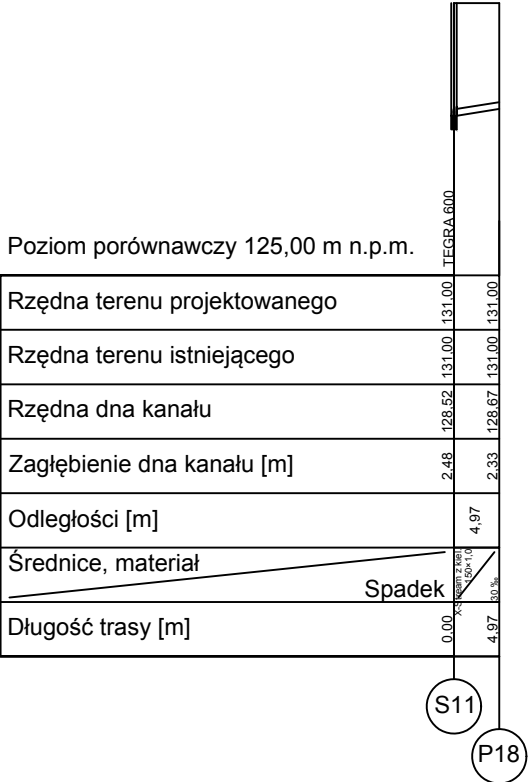 TEGRA 600
Poziom porównawczy 125,00 m n.p.m.
Rzędna terenu projektowanego 131,00 131,00
Rzędna terenu istniejącego 131,00 131,00
Rzędna dna kanału 128,52 128,67
Zagłębienie dna kanału [m] 2,48 2,33
Odległości [m] 4,97
Średnice, materiał
Spadek 30 ‰
Długość trasy [m] 0,00 4,97
S11
P18